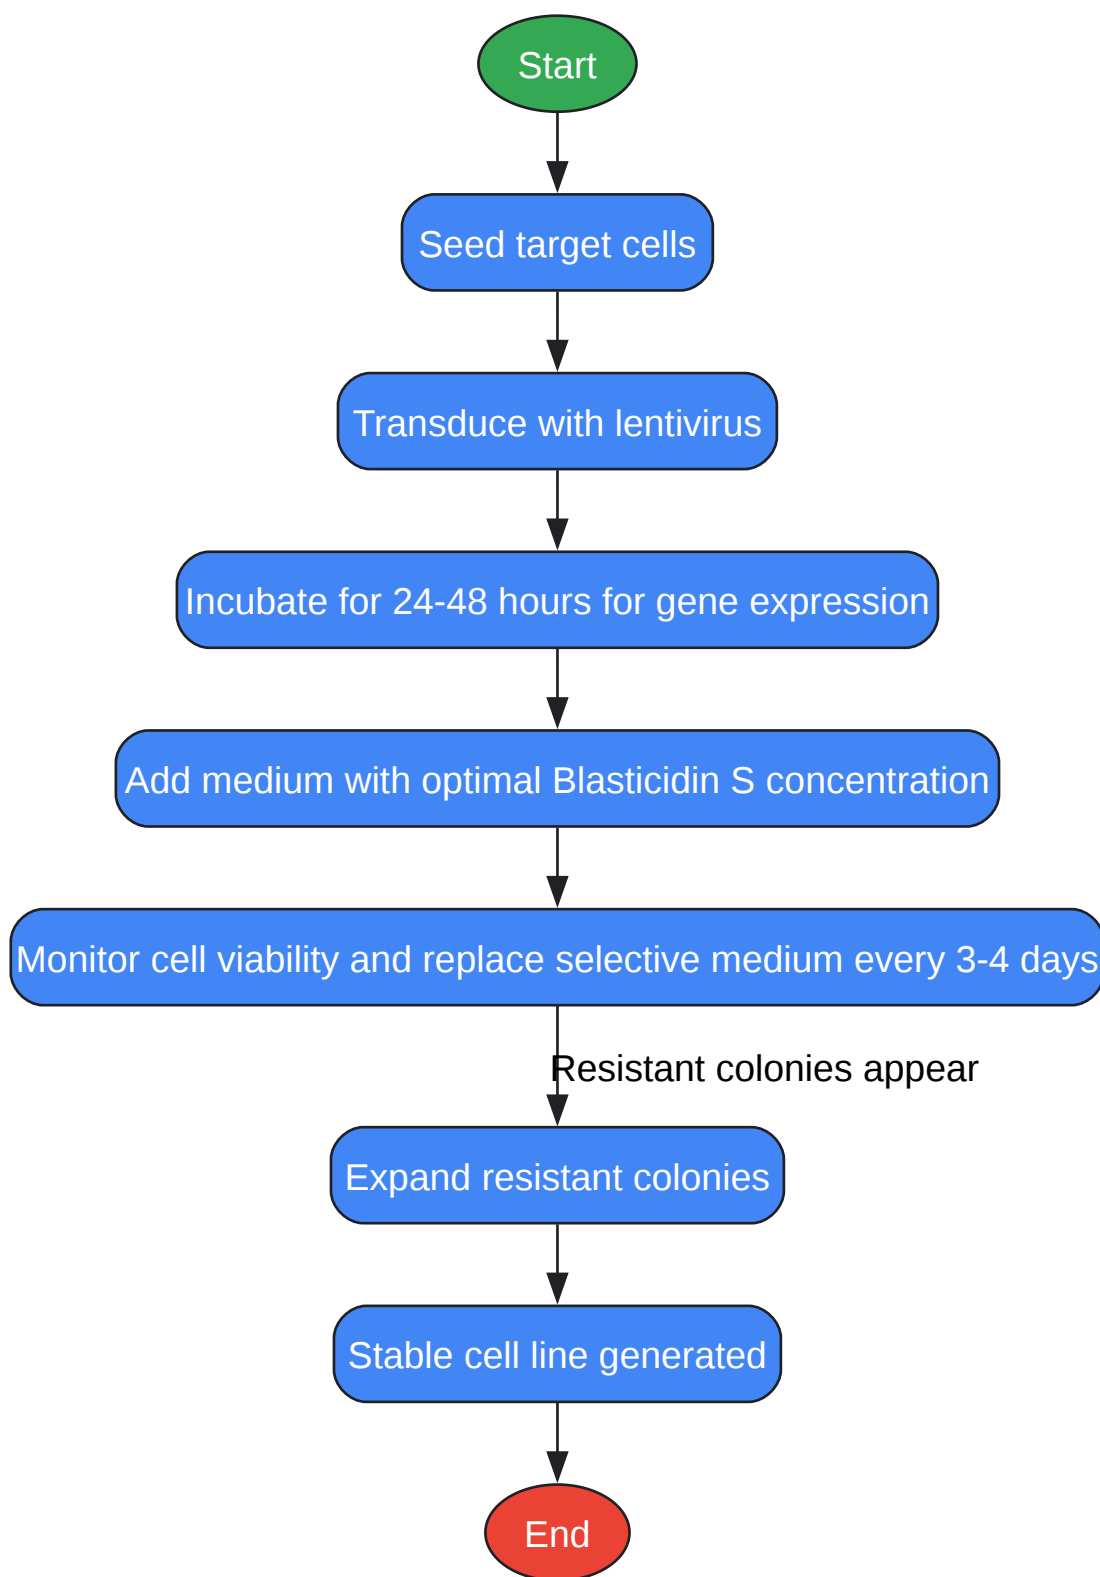 Start
Seed target cells
Transduce with lentivirus
Incubate for 24-48 hours for gene expression
Add medium with optimal Blasticidin S concentration
Monitor cell viability and replace selective medium every 3-4 days
Resistant colonies appear
Expand resistant colonies
Stable cell line generated
End